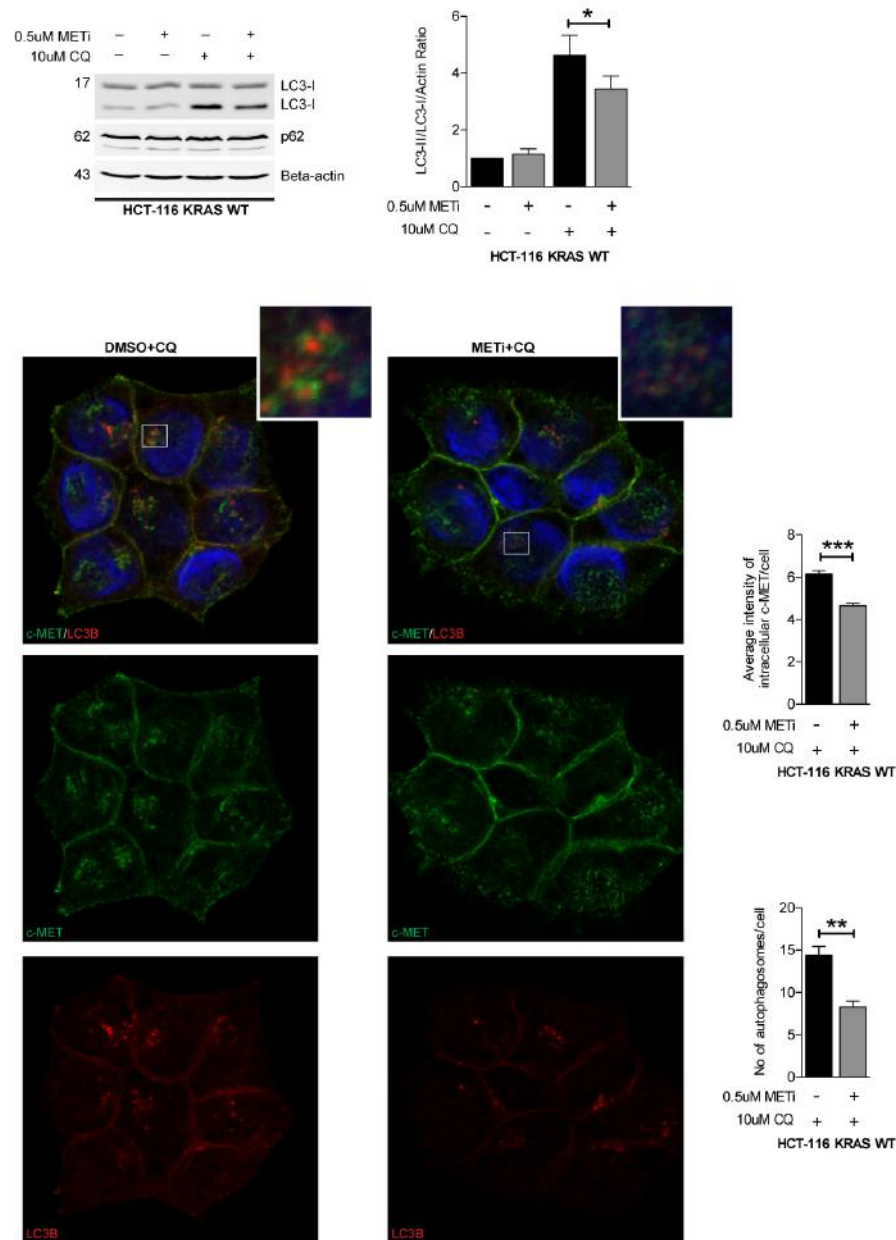 0.5uM METi - + - +
10uM CQ - - + +
17 LC3-I
LC3-I
62 p62
43 Beta-actin
HCT-116 KRAS WT
LC3-II/LC3-I/Actin Ratio
6
4
2
0
*
0.5uM METi - + - +
10uM CQ - - + +
HCT-116 KRAS WT
DMSO+CQ
METi+CQ
c-MET/LC3B
c-MET/LC3B
c-MET
c-MET
LC3B
LC3B
Average intensity of
intracellular c-MET/cell
8
6
4
2
0
***
0.5uM METi - +
10uM CQ + +
HCT-116 KRAS WT
No of autophagosomes/cell
20
15
10
5
0
**
0.5uM METi - +
10uM CQ + +
HCT-116 KRAS WT